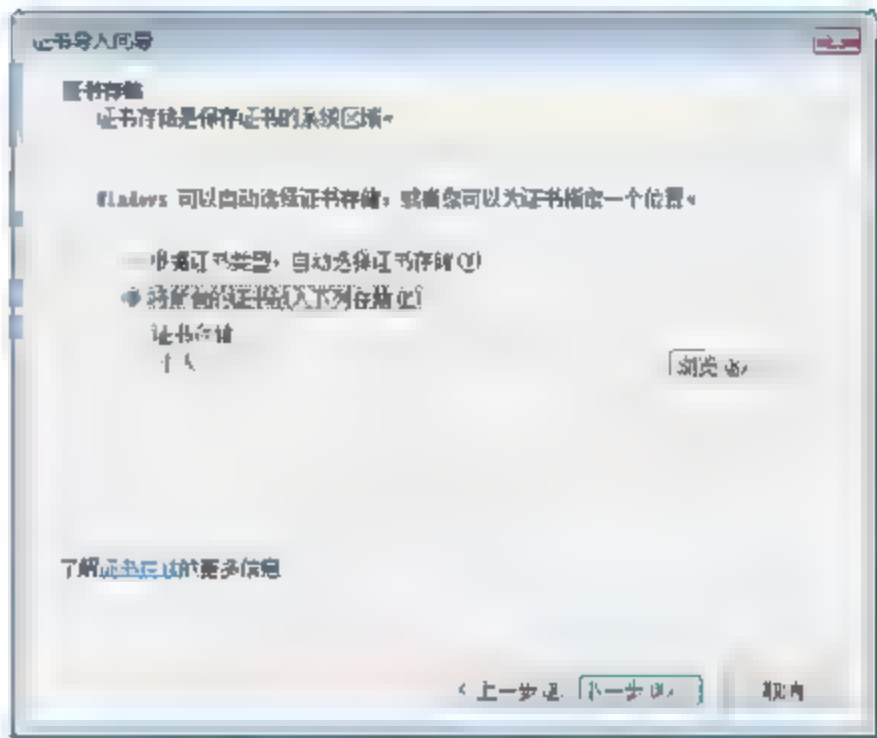 证书导入向导
证书存储
证书存储是保存证书的系统区域。
Windows 可以自动选择证书存储，或者您可以为证书指定一个位置。
根据证书类型，自动选择证书存储(U)
将所有的证书放入下列存储(P)
证书存储
个人
浏览(R)
了解证书存储的更多信息
< 上一步(B)
下一步(N) >
取消